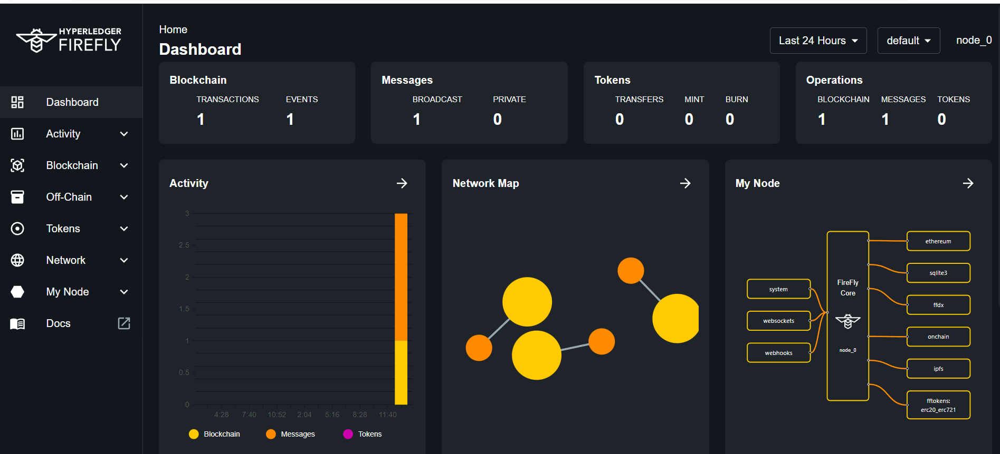 HYPERLEDGER
FIREFLY
Home
Dashboard
Last 24 Hours
default
node_0
Dashboard
Activity
Blockchain
Off-Chain
Tokens
Network
My Node
Docs
Blockchain
TRANSACTIONS EVENTS
1 1
Messages
BROADCAST PRIVATE
1 0
Tokens
TRANSFERS MINT BURN
0 0 0
Operations
BLOCKCHAIN MESSAGES TOKENS
1 1 0
Activity
3
2.5
2
1.5
1
0.5
0
4:28 7:40 10:52 2:04 5:16 8:28 11:40
Blockchain Messages Tokens
Network Map
My Node
system
websockets
webhooks
FireFly
Core
node_0
ethereum
sqlite3
ffdx
onchain
ipfs
fftokens:
erc20_erc721